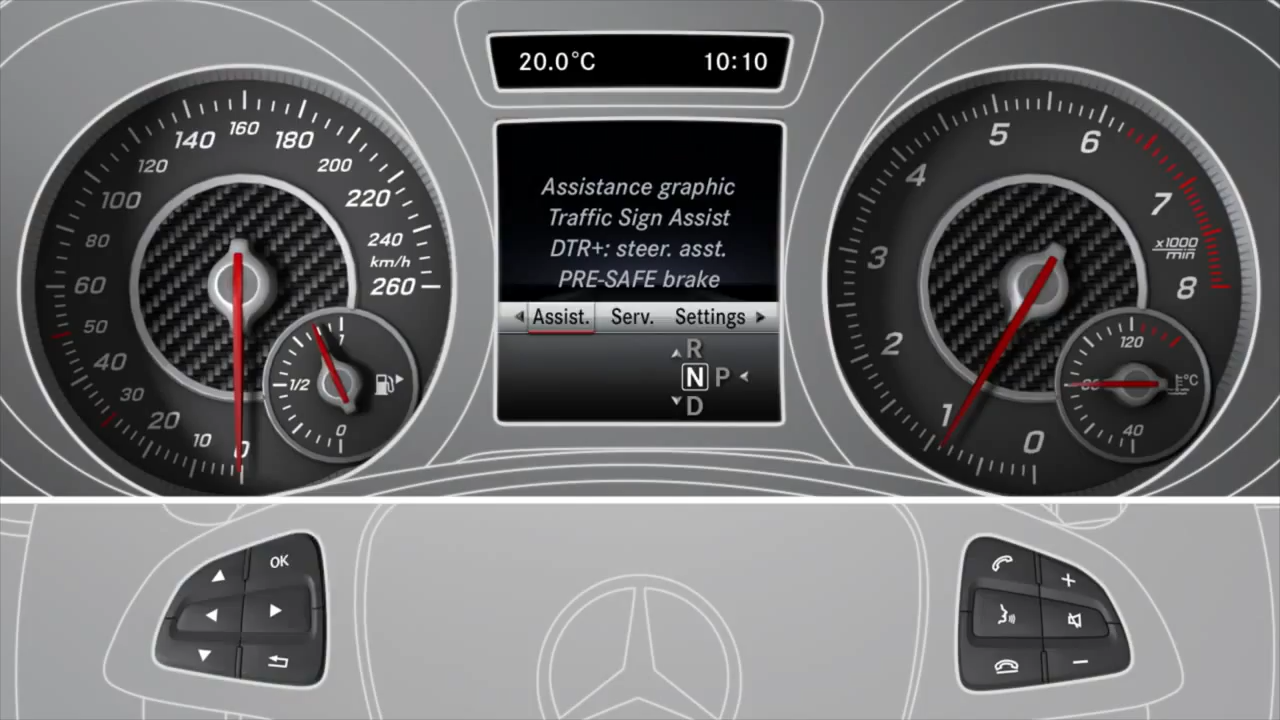 20.0°C 10:10
Assistance graphic
Traffic Sign Assist
DTR+: steer. asst.
PRE-SAFE brake
Assist. Serv. Settings
R
N P
D
0 10 20 30 40 50 60 80 100 120 140 160 180 200 220 240 260
km/h
1/2
1
0
0 1 2 3 4 5 6 7 8
x1000
min
120
80
40
°C
OK